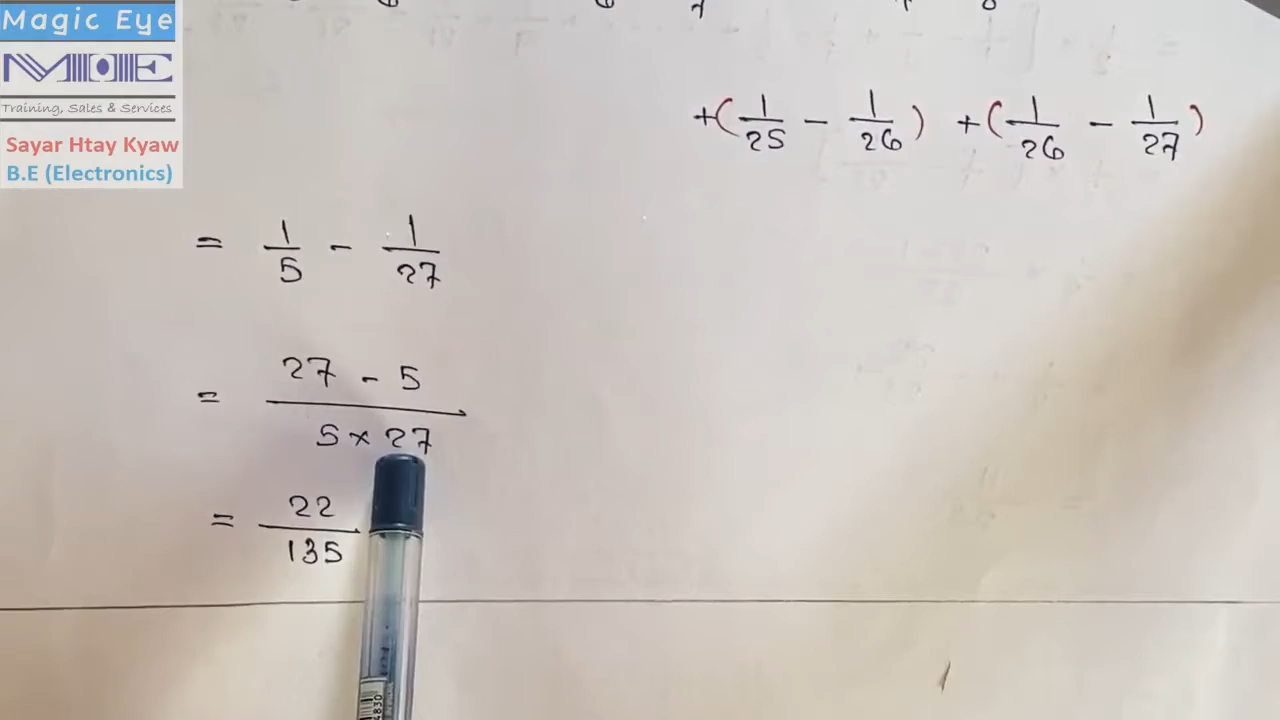 Magic Eye
MOE
Training, Sales & Services
Sayar Htay Kyaw
B.E (Electronics)
+(1/25 - 1/26) +(1/26 - 1/27)
= 1/5 - 1/27
= 27 - 5 / 5 × 27
= 22/135
4830